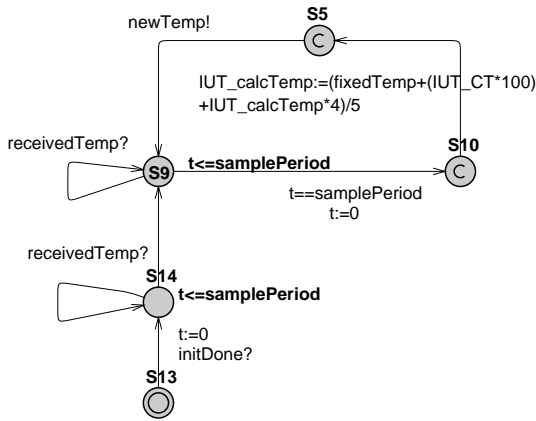 S5
newTemp!
C
IUT_calcTemp:=(fixedTemp+(IUT_CT*100)
+IUT_calcTemp*4)/5
S10
receivedTemp?
t<=samplePeriod
S9
C
t==samplePeriod
t:=0
receivedTemp?
S14
t<=samplePeriod
t:=0
initDone?
S13